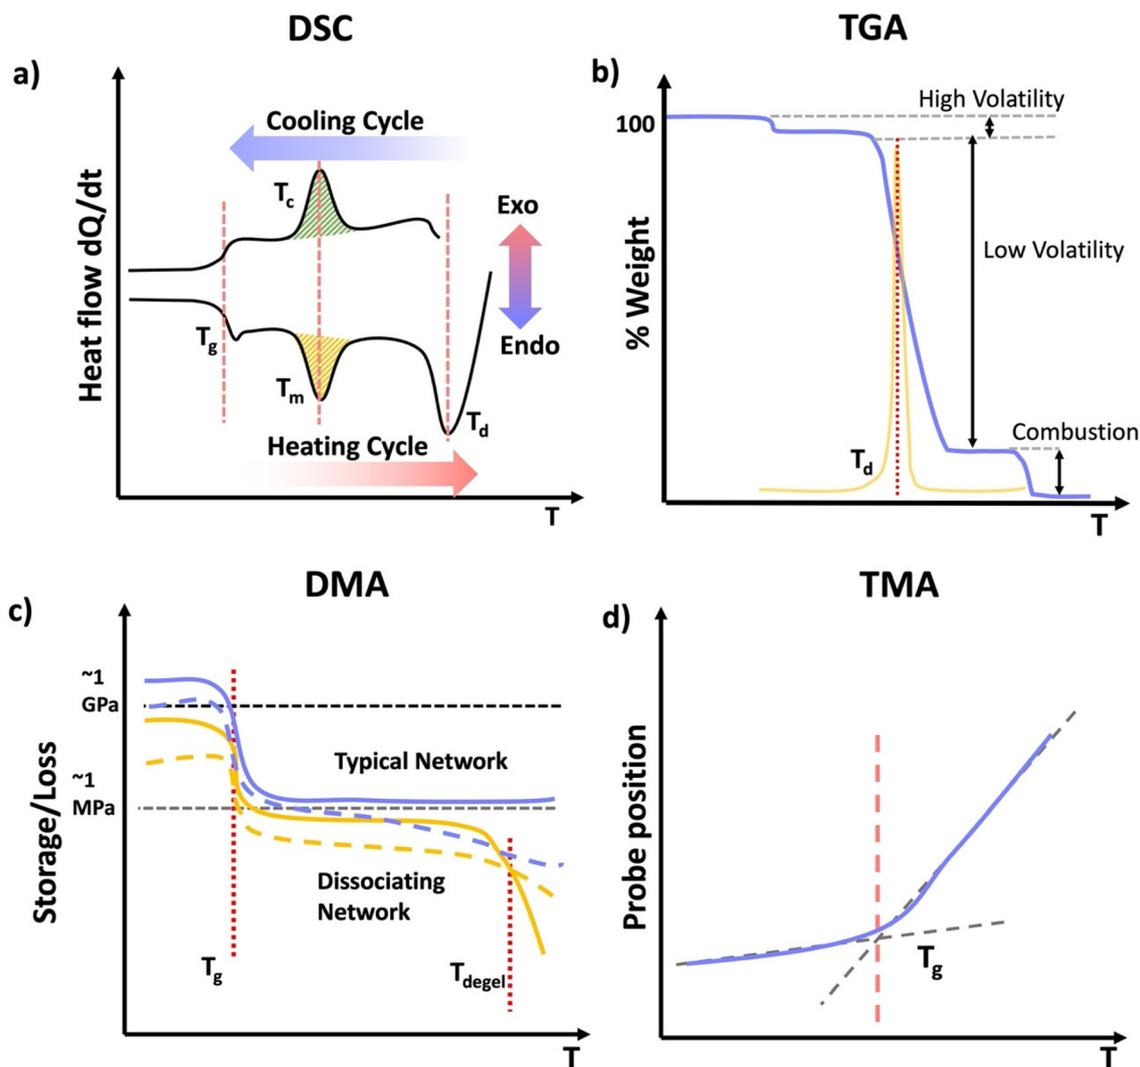 DSC
a)
Cooling Cycle
Tc
Heat flow dQ/dt
Exo
Endo
Tg
Tm
Td
Heating Cycle
T
TGA
b)
100
High Volatility
% Weight
Low Volatility
Combustion
Td
T
DMA
c)
~1
GPa
Typical Network
~1
MPa
Storage/Loss
Dissociating
Network
Tg
Tdegel
T
TMA
d)
Probe position
Tg
T